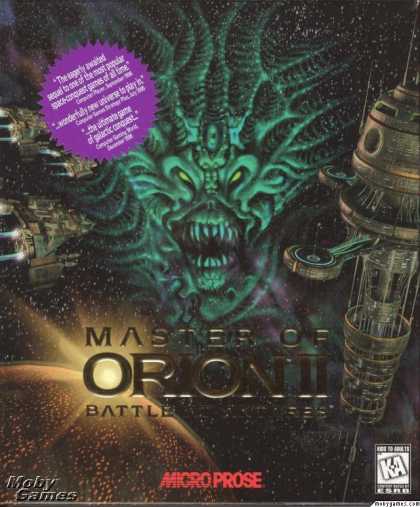 "The eagerly awaited
sequel to one of the most popular
space-conquest games of all time."
"...wonderfully new universe to play in."
"...the ultimate game
of galactic conquest..."
MASTER OF
ORION II
BATTLE
MICROPROSE
Moby
Games
KIDS TO ADULTS
K-A
ESRB
mobygames.com